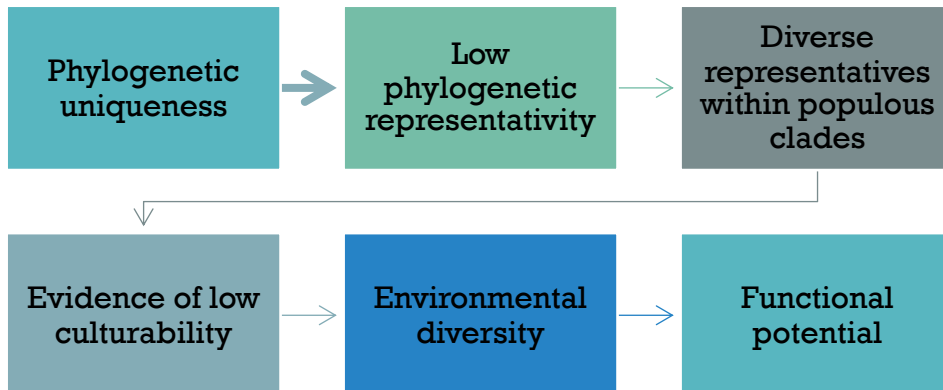 Phylogenetic
uniqueness
Low
phylogenetic
representativity
Diverse
representatives
within populous
clades
Evidence of low
culturability
Environmental
diversity
Functional
potential